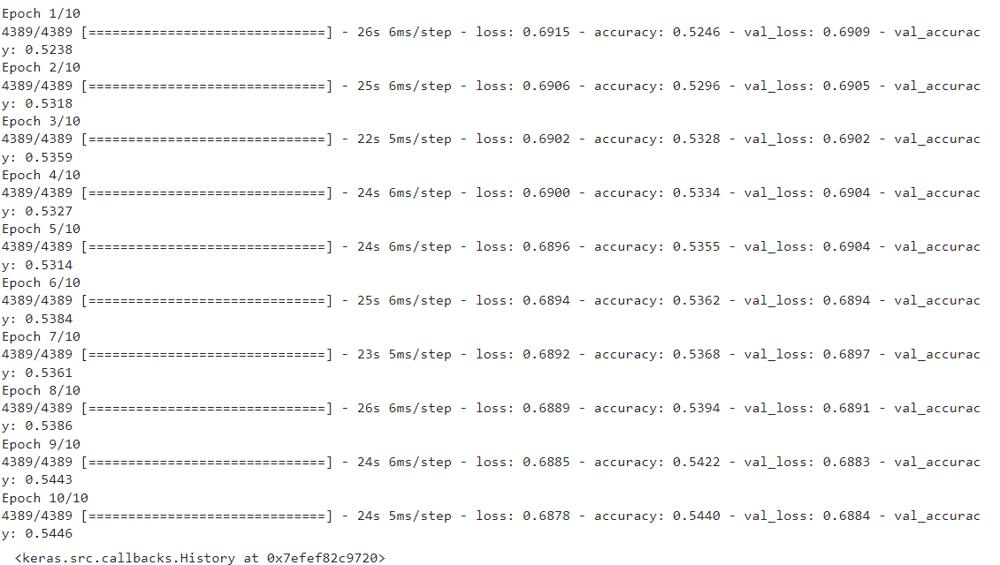 Epoch 1/10
4389/4389 [==============================] - 26s 6ms/step - loss: 0.6915 - accuracy: 0.5246 - val_loss: 0.6909 - val_accurac
y: 0.5238
Epoch 2/10
4389/4389 [==============================] - 25s 6ms/step - loss: 0.6906 - accuracy: 0.5296 - val_loss: 0.6905 - val_accurac
y: 0.5318
Epoch 3/10
4389/4389 [==============================] - 22s 5ms/step - loss: 0.6902 - accuracy: 0.5328 - val_loss: 0.6902 - val_accurac
y: 0.5359
Epoch 4/10
4389/4389 [==============================] - 24s 6ms/step - loss: 0.6900 - accuracy: 0.5334 - val_loss: 0.6904 - val_accurac
y: 0.5327
Epoch 5/10
4389/4389 [==============================] - 24s 6ms/step - loss: 0.6896 - accuracy: 0.5355 - val_loss: 0.6904 - val_accurac
y: 0.5314
Epoch 6/10
4389/4389 [==============================] - 25s 6ms/step - loss: 0.6894 - accuracy: 0.5362 - val_loss: 0.6894 - val_accurac
y: 0.5384
Epoch 7/10
4389/4389 [==============================] - 23s 5ms/step - loss: 0.6892 - accuracy: 0.5368 - val_loss: 0.6897 - val_accurac
y: 0.5361
Epoch 8/10
4389/4389 [==============================] - 26s 6ms/step - loss: 0.6889 - accuracy: 0.5394 - val_loss: 0.6891 - val_accurac
y: 0.5386
Epoch 9/10
4389/4389 [==============================] - 24s 6ms/step - loss: 0.6885 - accuracy: 0.5422 - val_loss: 0.6883 - val_accurac
y: 0.5443
Epoch 10/10
4389/4389 [==============================] - 24s 5ms/step - loss: 0.6878 - accuracy: 0.5440 - val_loss: 0.6884 - val_accurac
y: 0.5446
<keras.src.callbacks.History at 0x7efef82c9720>